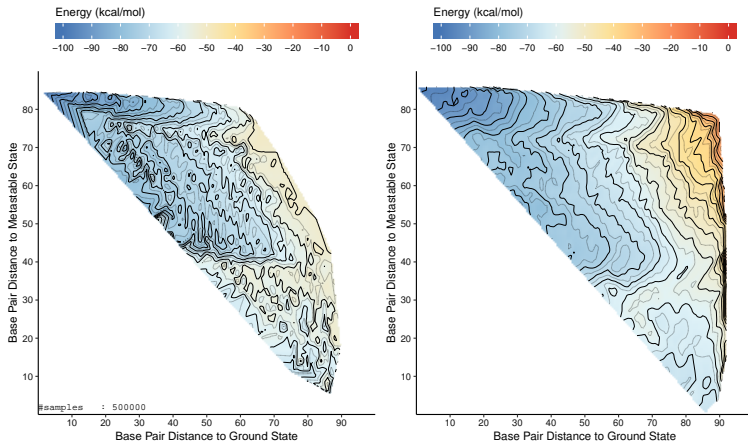 Energy (kcal/mol)
−100 −80 −70 −60 −50 −40 −30 −20 −10 0
Base Pair Distance to Metastable State
80
70
60
50
40
30
20
10
#samples : 500000
10 20 30 40 50 60 70 80 90
Base Pair Distance to Ground State
Energy (kcal/mol)
−100 −80 −70 −60 −50 −40 −30 −20 −10 0
Base Pair Distance to Metastable State
80
70
60
50
40
30
20
10
10 20 30 40 50 60 70 80 90
Base Pair Distance to Ground State